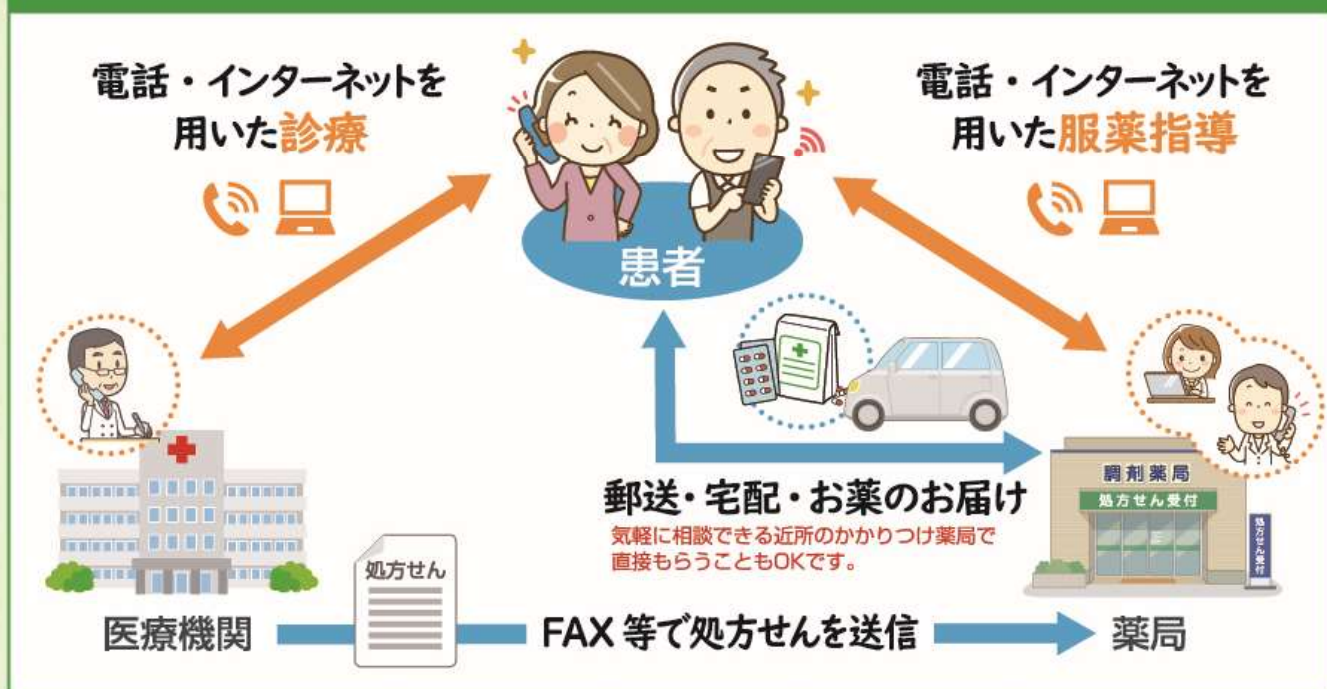 電話・インターネットを
用いた診療
電話・インターネットを
用いた服薬指導
患者
郵送・宅配・お薬のお届け
気軽に相談できる近所のかかりつけ薬局で
直接もらうこともOKです。
調剤薬局
処方せん受付
処方せん受付
処方せん
医療機関
FAX 等で処方せんを送信
薬局